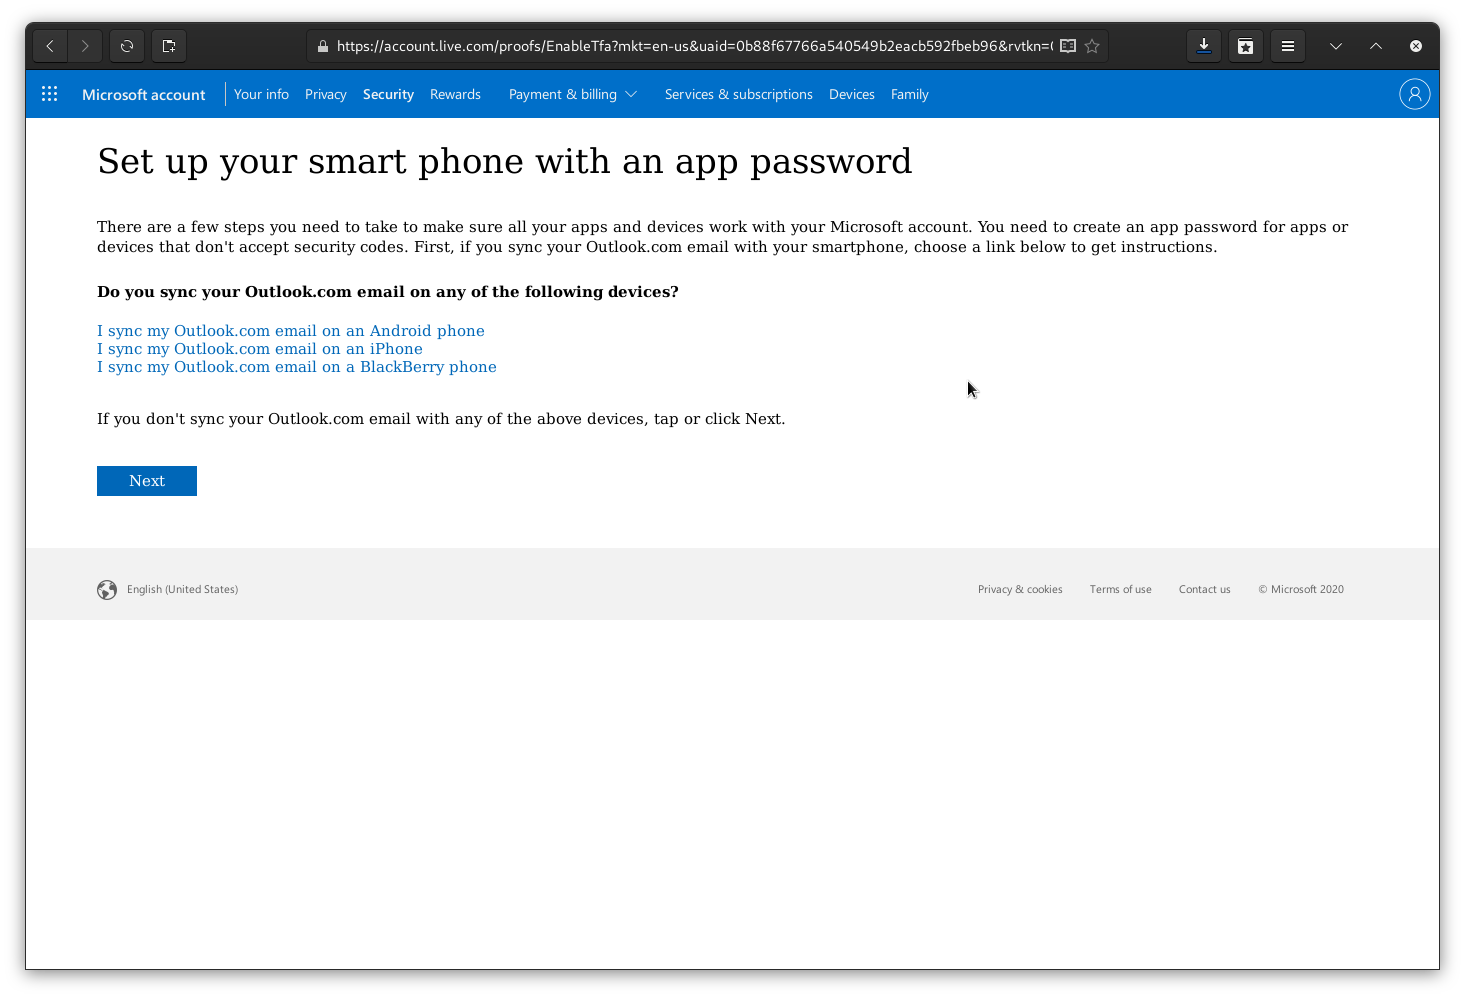 https://account.live.com/proofs/EnableTfa?mkt=en-us&uaid=0b88f67766a540549b2eacb592fbeb96&rvtkn=
Microsoft account
Your info
Privacy
Security
Rewards
Payment & billing
Services & subscriptions
Devices
Family
Set up your smart phone with an app password
There are a few steps you need to take to make sure all your apps and devices work with your Microsoft account. You need to create an app password for apps or
devices that don't accept security codes. First, if you sync your Outlook.com email with your smartphone, choose a link below to get instructions.
Do you sync your Outlook.com email on any of the following devices?
I sync my Outlook.com email on an Android phone
I sync my Outlook.com email on an iPhone
I sync my Outlook.com email on a BlackBerry phone
If you don't sync your Outlook.com email with any of the above devices, tap or click Next.
Next
English (United States)
Privacy & cookies
Terms of use
Contact us
© Microsoft 2020